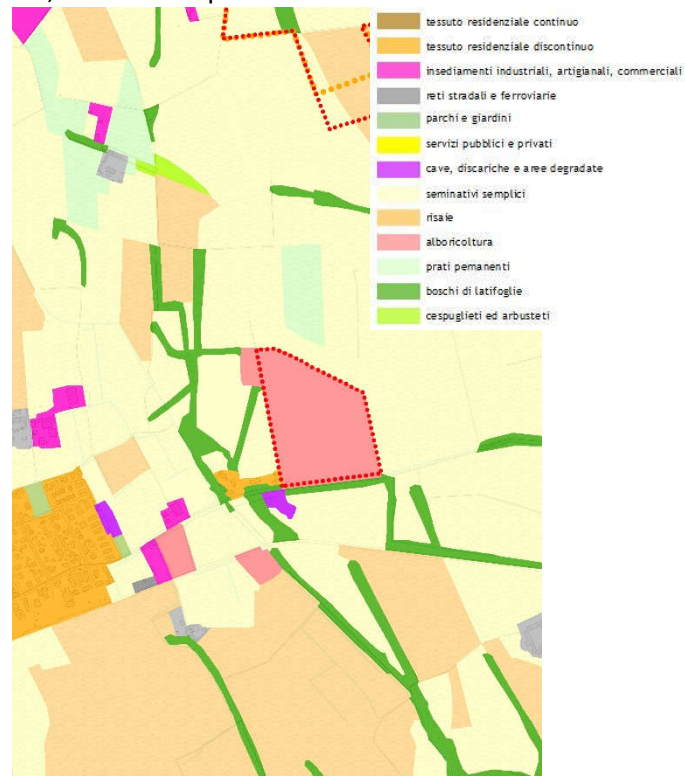 tessuto residenziale continuo
tessuto residenziale discontinuo
insediamenti industriali, artigianali, commerciali
reti stradali e ferroviarie
parchi e giardini
servizi pubblici e privati
cave, discariche e aree degradate
seminativi semplici
risaie
alboricoltura
prati pemanenti
boschi di latifoglie
cespuglieti ed arbusteti